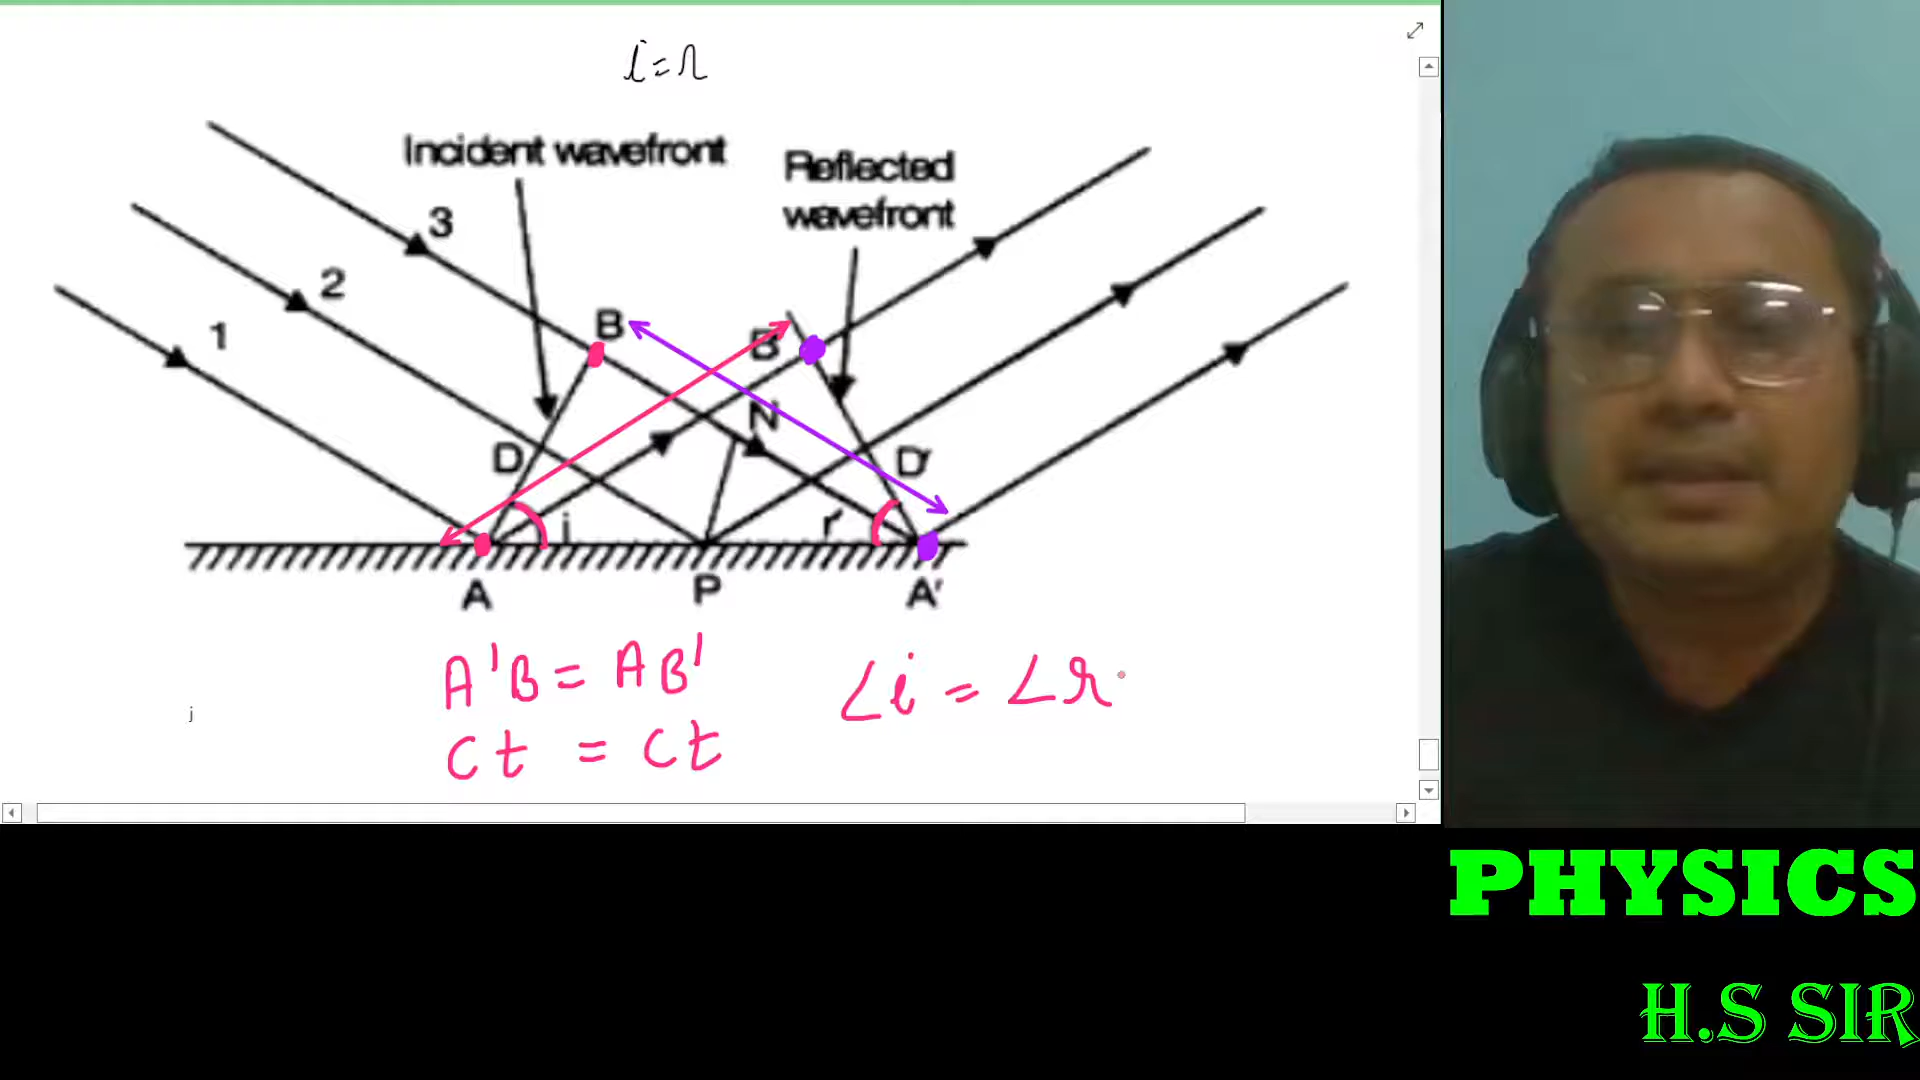 i=r
Incident wavefront
Reflected
wavefront
3
2
1
B
B'
N
D
D'
i
r'
A
P
A'
A'B = AB'
∠i = ∠r
j
Ct = Ct
PHYSICS
H.S SIR